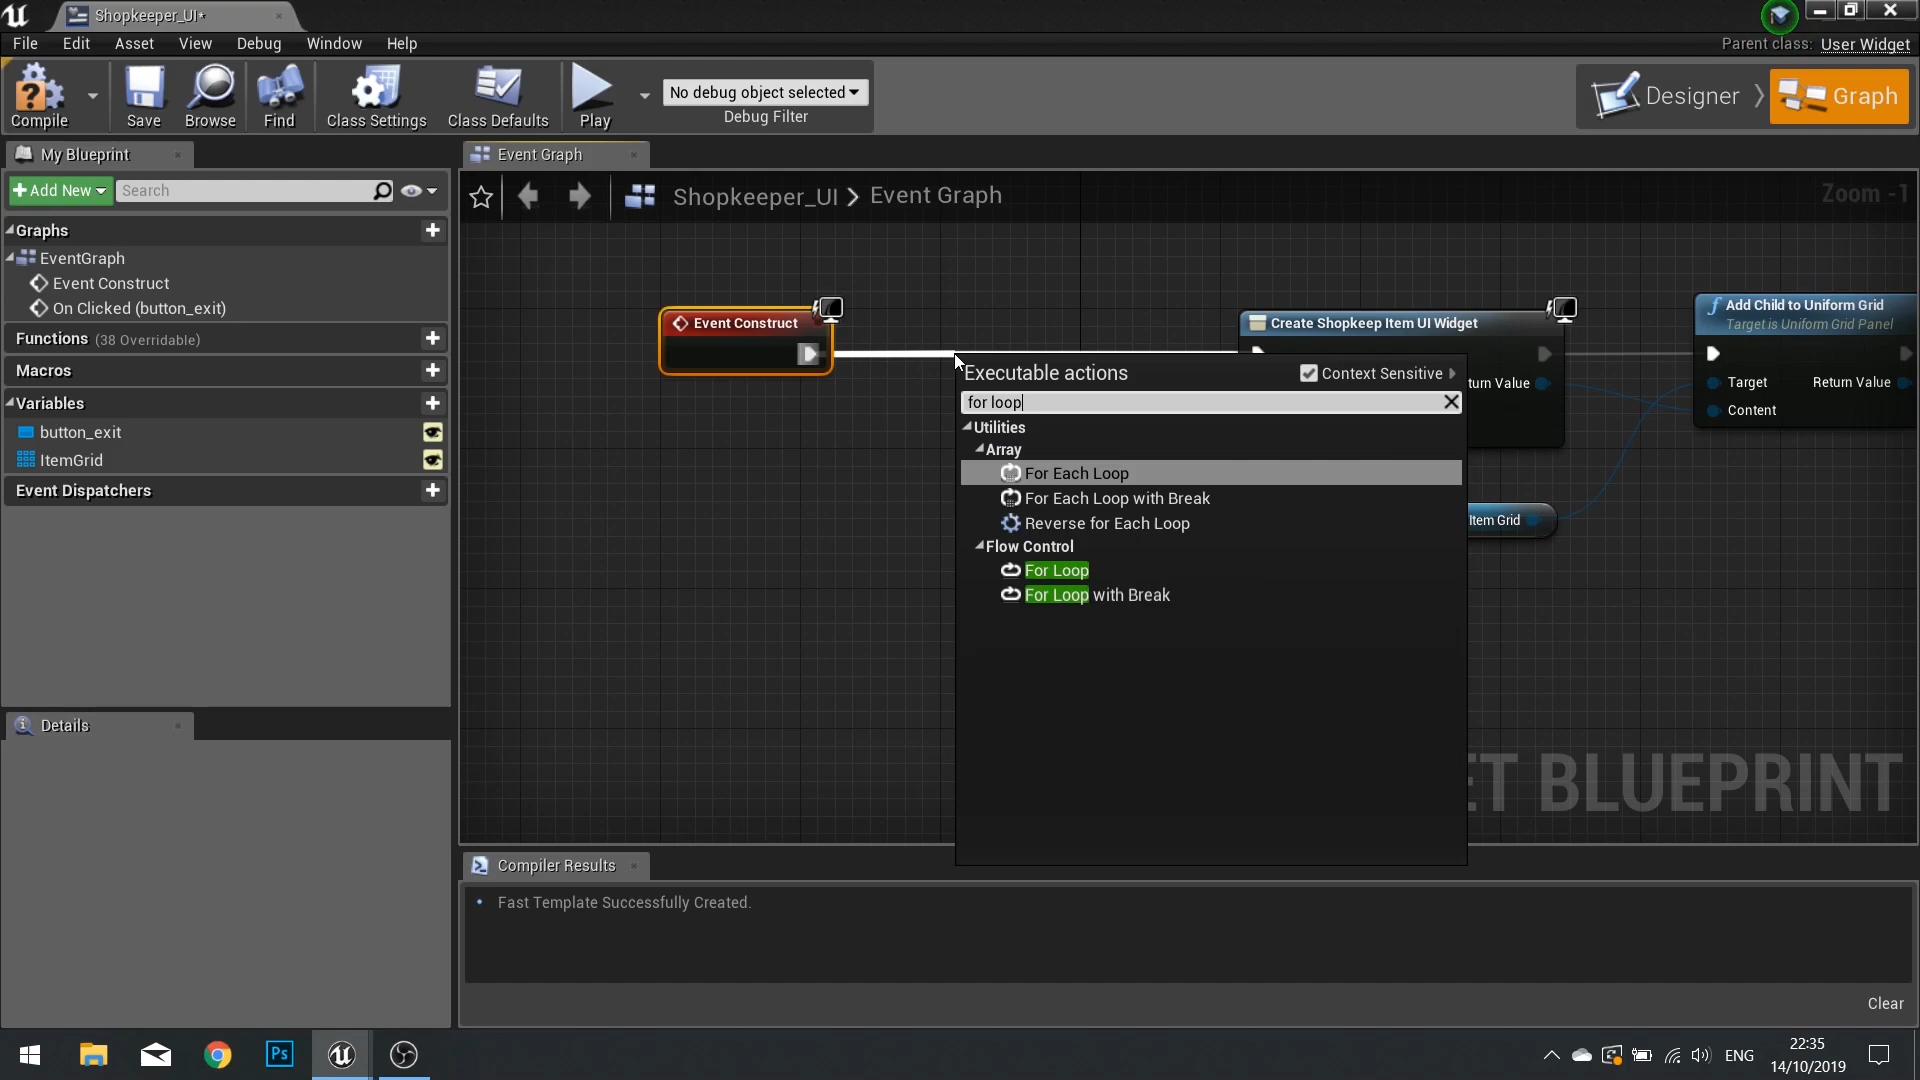 Shopkeeper_UI*
File Edit Asset View Debug Window Help
Parent class: User Widget
Compile Save Browse Find Class Settings Class Defaults Play
No debug object selected
Debug Filter
Designer Graph
My Blueprint
Add New Search
Graphs
EventGraph
Event Construct
On Clicked (button_exit)
Functions (38 Overridable)
Macros
Variables
button_exit
ItemGrid
Event Dispatchers
Details
Event Graph
Shopkeeper_UI > Event Graph
Zoom -1
Event Construct
Create Shopkeep Item UI Widget
turn Value
Item Grid
Add Child to Uniform Grid
Target is Uniform Grid Panel
Target Return Value
Content
Executable actions
Context Sensitive
for loop
Utilities
Array
For Each Loop
For Each Loop with Break
Reverse for Each Loop
Flow Control
For Loop
For Loop with Break
ET BLUEPRINT
Compiler Results
Fast Template Successfully Created.
Clear
Ps
ENG
22:35
14/10/2019